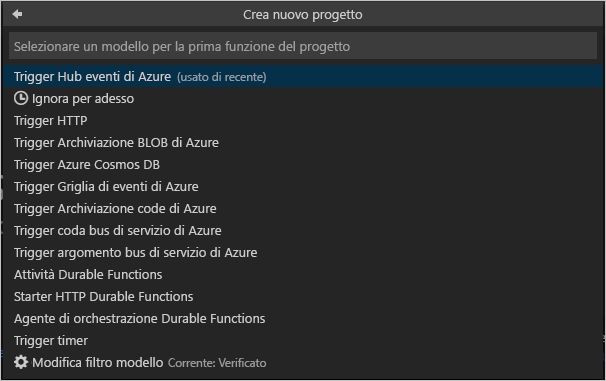 Crea nuovo progetto
Selezionare un modello per la prima funzione del progetto
Trigger Hub eventi di Azure (usato di recente)
Ignora per adesso
Trigger HTTP
Trigger Archiviazione BLOB di Azure
Trigger Azure Cosmos DB
Trigger Griglia di eventi di Azure
Trigger Archiviazione code di Azure
Trigger coda bus di servizio di Azure
Trigger argomento bus di servizio di Azure
Attività Durable Functions
Starter HTTP Durable Functions
Agente di orchestrazione Durable Functions
Trigger timer
Modifica filtro modello Corrente: Verificato